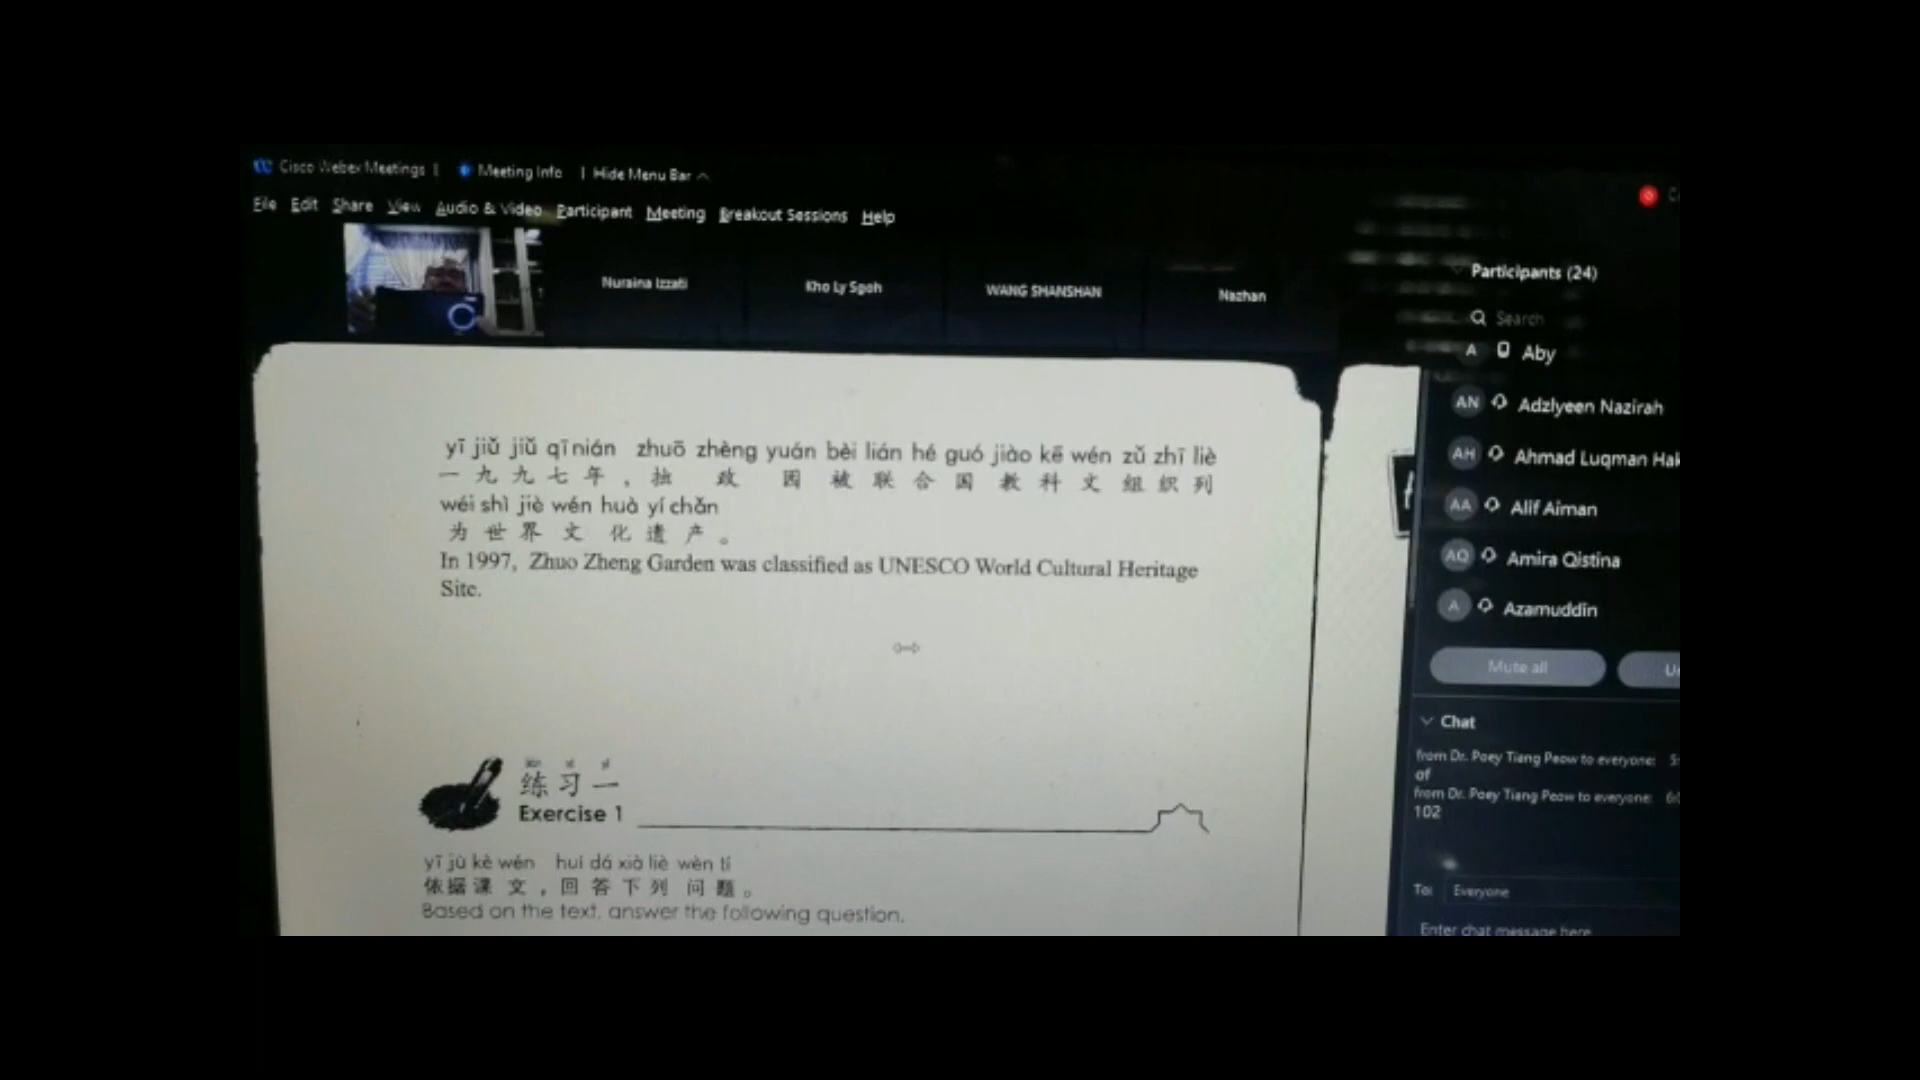 Cisco Webex Meetings
Meeting Info
Hide Menu Bar
File Edit Share View Audio & Video Participant Meeting Breakout Sessions Help
Nuraina Izzati
Kho Ly Sgoh
WANG SHANSHAN
Nazhan
Participants (24)
Search
A Aby
AN Adzlyeen Nazirah
AH Ahmad Luqman Hak
AA Alif Aiman
AQ Amira Qistina
A Azamuddin
Mute all
Chat
from Dr. Poey Tiang Peow to everyone:
of
from Dr. Poey Tiang Peow to everyone:
102
To: Everyone
Enter chat message here
yī jiǔ jiǔ qī nián zhuō zhèng yuán bèi lián hé guó jiào kē wén zǔ zhī liè
一九九七年，拙政园被联合国教科文组织列
wéi shì jiè wén huà yí chǎn
为世界文化遗产。
In 1997, Zhuo Zheng Garden was classified as UNESCO World Cultural Heritage
Site.
练习一
Exercise 1
yī jù kè wén huí dá xià liè wèn tí
依据课文，回答下列问题。
Based on the text, answer the following question.